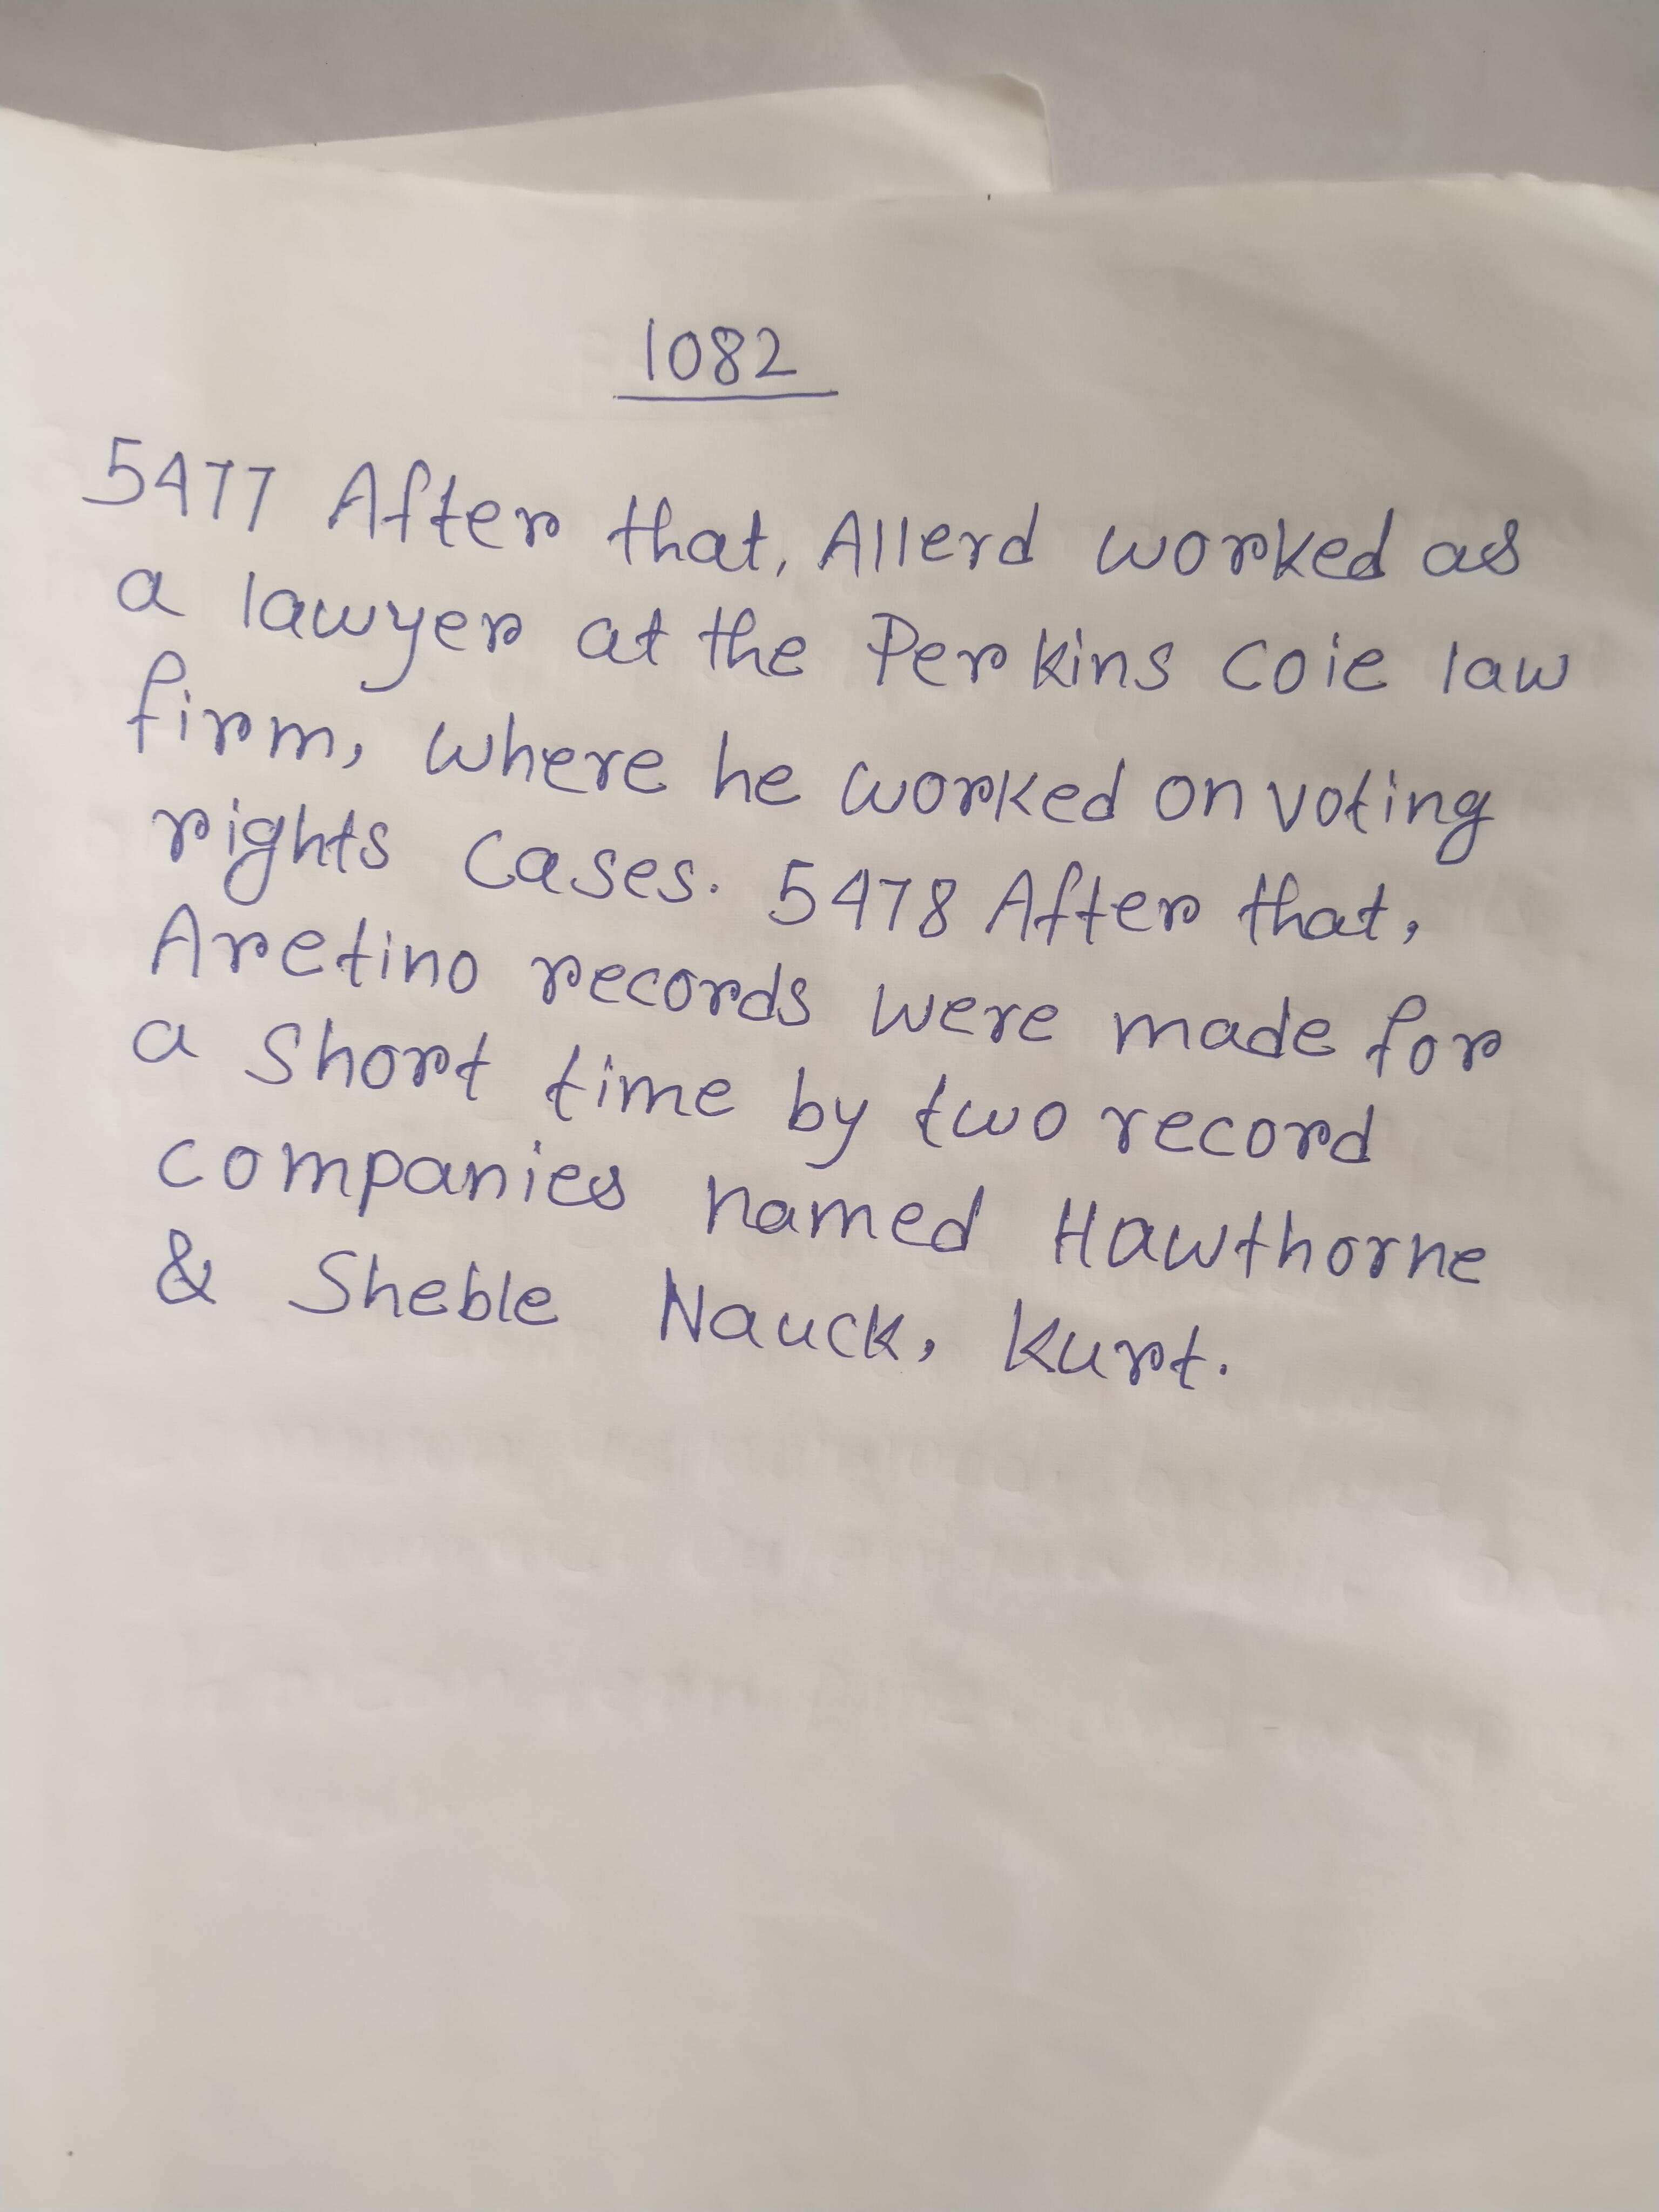 1082
5477 After that, Allerd worked as
a lawyer at the Perkins Coie law
firm, where he worked on voting
rights cases. 5478 After that,
Aretino records were made for
a short time by two record
companies named Hawthorne
& Sheble Nauck, Kurt.